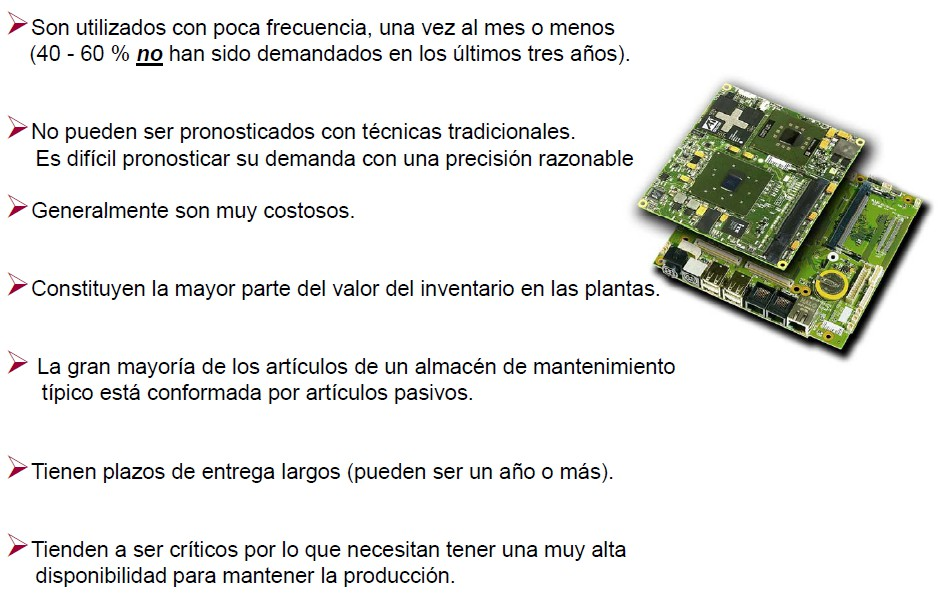 Son utilizados con poca frecuencia, una vez al mes o menos
(40 - 60 % no han sido demandados en los últimos tres años).
No pueden ser pronosticados con técnicas tradicionales.
Es difícil pronosticar su demanda con una precisión razonable
Generalmente son muy costosos.
Constituyen la mayor parte del valor del inventario en las plantas.
La gran mayoría de los artículos de un almacén de mantenimiento
típico está conformada por artículos pasivos.
Tienen plazos de entrega largos (pueden ser un año o más).
Tienden a ser críticos por lo que necesitan tener una muy alta
disponibilidad para mantener la producción.